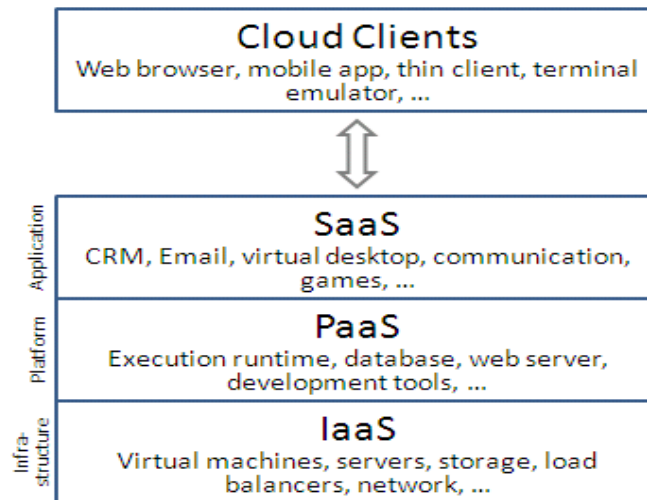 Cloud Clients
Web browser, mobile app, thin client, terminal
emulator, ...
Application
SaaS
CRM, Email, virtual desktop, communication,
games, ...
Platform
PaaS
Execution runtime, database, web server,
development tools, ...
Infra-
structure
IaaS
Virtual machines, servers, storage, load
balancers, network, ...